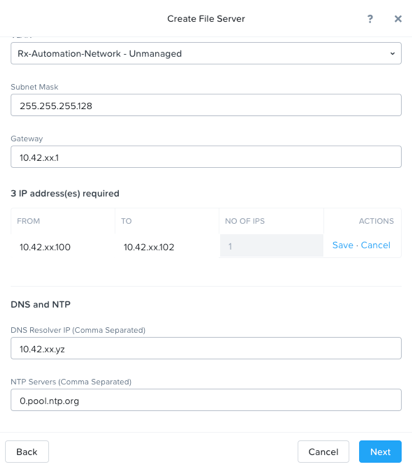 Create File Server
?
×
Rx-Automation-Network - Unmanaged
Subnet Mask
255.255.255.128
Gateway
10.42.xx.1
3 IP address(es) required
FROM TO NO OF IPS ACTIONS
10.42.xx.100 10.42.xx.102 1 Save · Cancel
DNS and NTP
DNS Resolver IP (Comma Separated)
10.42.xx.yz
NTP Servers (Comma Separated)
0.pool.ntp.org
Back Cancel Next